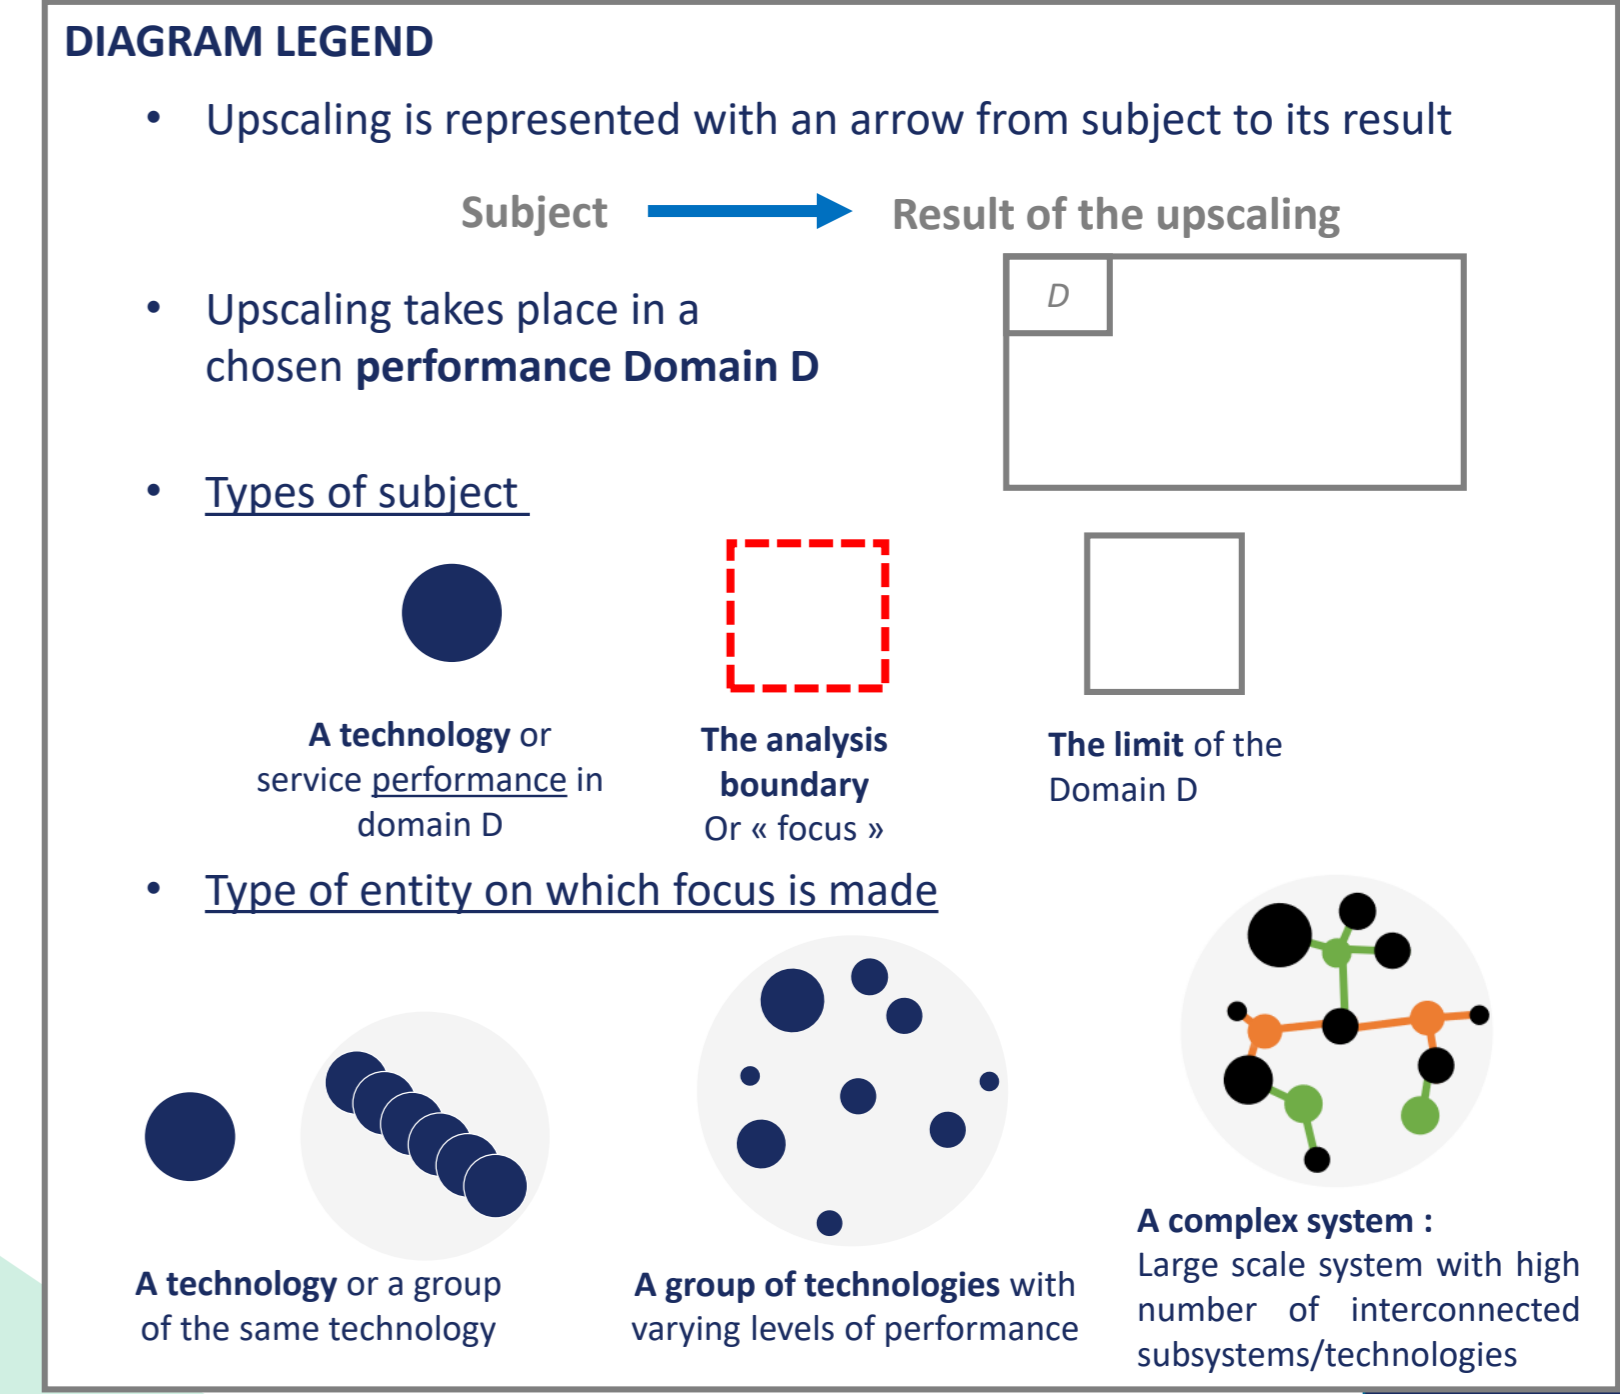 DIAGRAM LEGEND
• Upscaling is represented with an arrow from subject to its result
Subject
Result of the upscaling
• Upscaling takes place in a
chosen performance Domain D
D
• Types of subject
A technology or
service performance in
domain D
The analysis
boundary
Or « focus »
The limit of the
Domain D
• Type of entity on which focus is made
A technology or a group
of the same technology
A group of technologies with
varying levels of performance
A complex system :
Large scale system with high
number of interconnected
subsystems/technologies